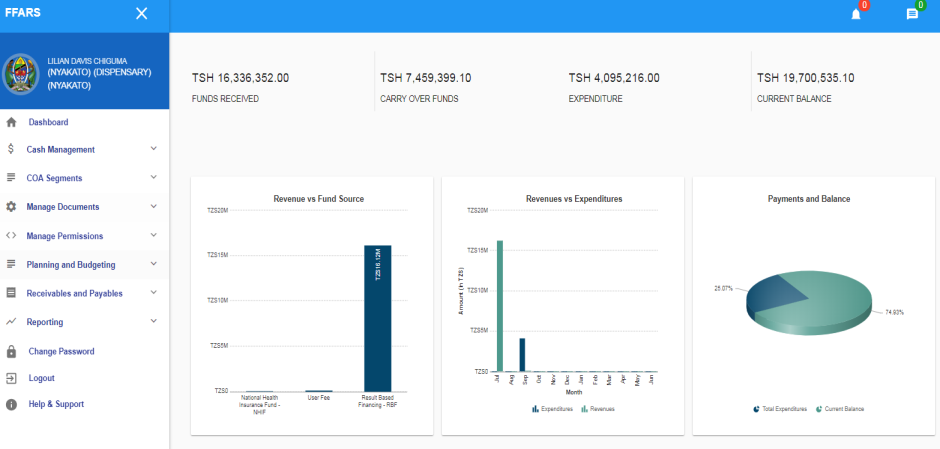 FFARS
0
0
LILIAN DAVIS CHIGUMA
(NYAKATO) (DISPENSARY)
(NYAKATO)
Dashboard
Cash Management
COA Segments
Manage Documents
Manage Permissions
Planning and Budgeting
Receivables and Payables
Reporting
Change Password
Logout
Help & Support
TSH 16,336,352.00
FUNDS RECEIVED
TSH 7,459,399.10
CARRY OVER FUNDS
TSH 4,095,216.00
EXPENDITURE
TSH 19,700,535.10
CURRENT BALANCE
Revenue vs Fund Source
TZS20M
TZS15M
TZS10M
TZS5M
TZS0
TZS16.12M
National Health
Insurance Fund -
NHIF
User Fee
Result Based
Financing - RBF
Revenues vs Expenditures
Amount (in TZS)
TZS20M
TZS15M
TZS10M
TZS5M
TZS0
Jul
Aug
Sep
Oct
Nov
Dec
Jan
Feb
Mar
Apr
May
Jun
Month
Expenditures
Revenues
Payments and Balance
25.07%
74.93%
Total Expenditures
Current Balance